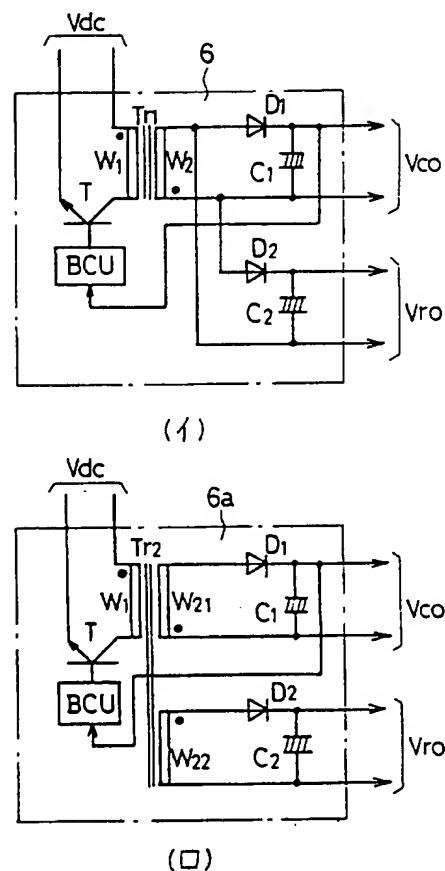 Vdc
6
Tr1
D1
W1
W2
C1
Vco
T
BCU
D2
C2
Vro
(イ)
Vdc
6a
Tr2
D1
W1
W21
C1
Vco
T
BCU
D2
W22
C2
Vro
(ロ)